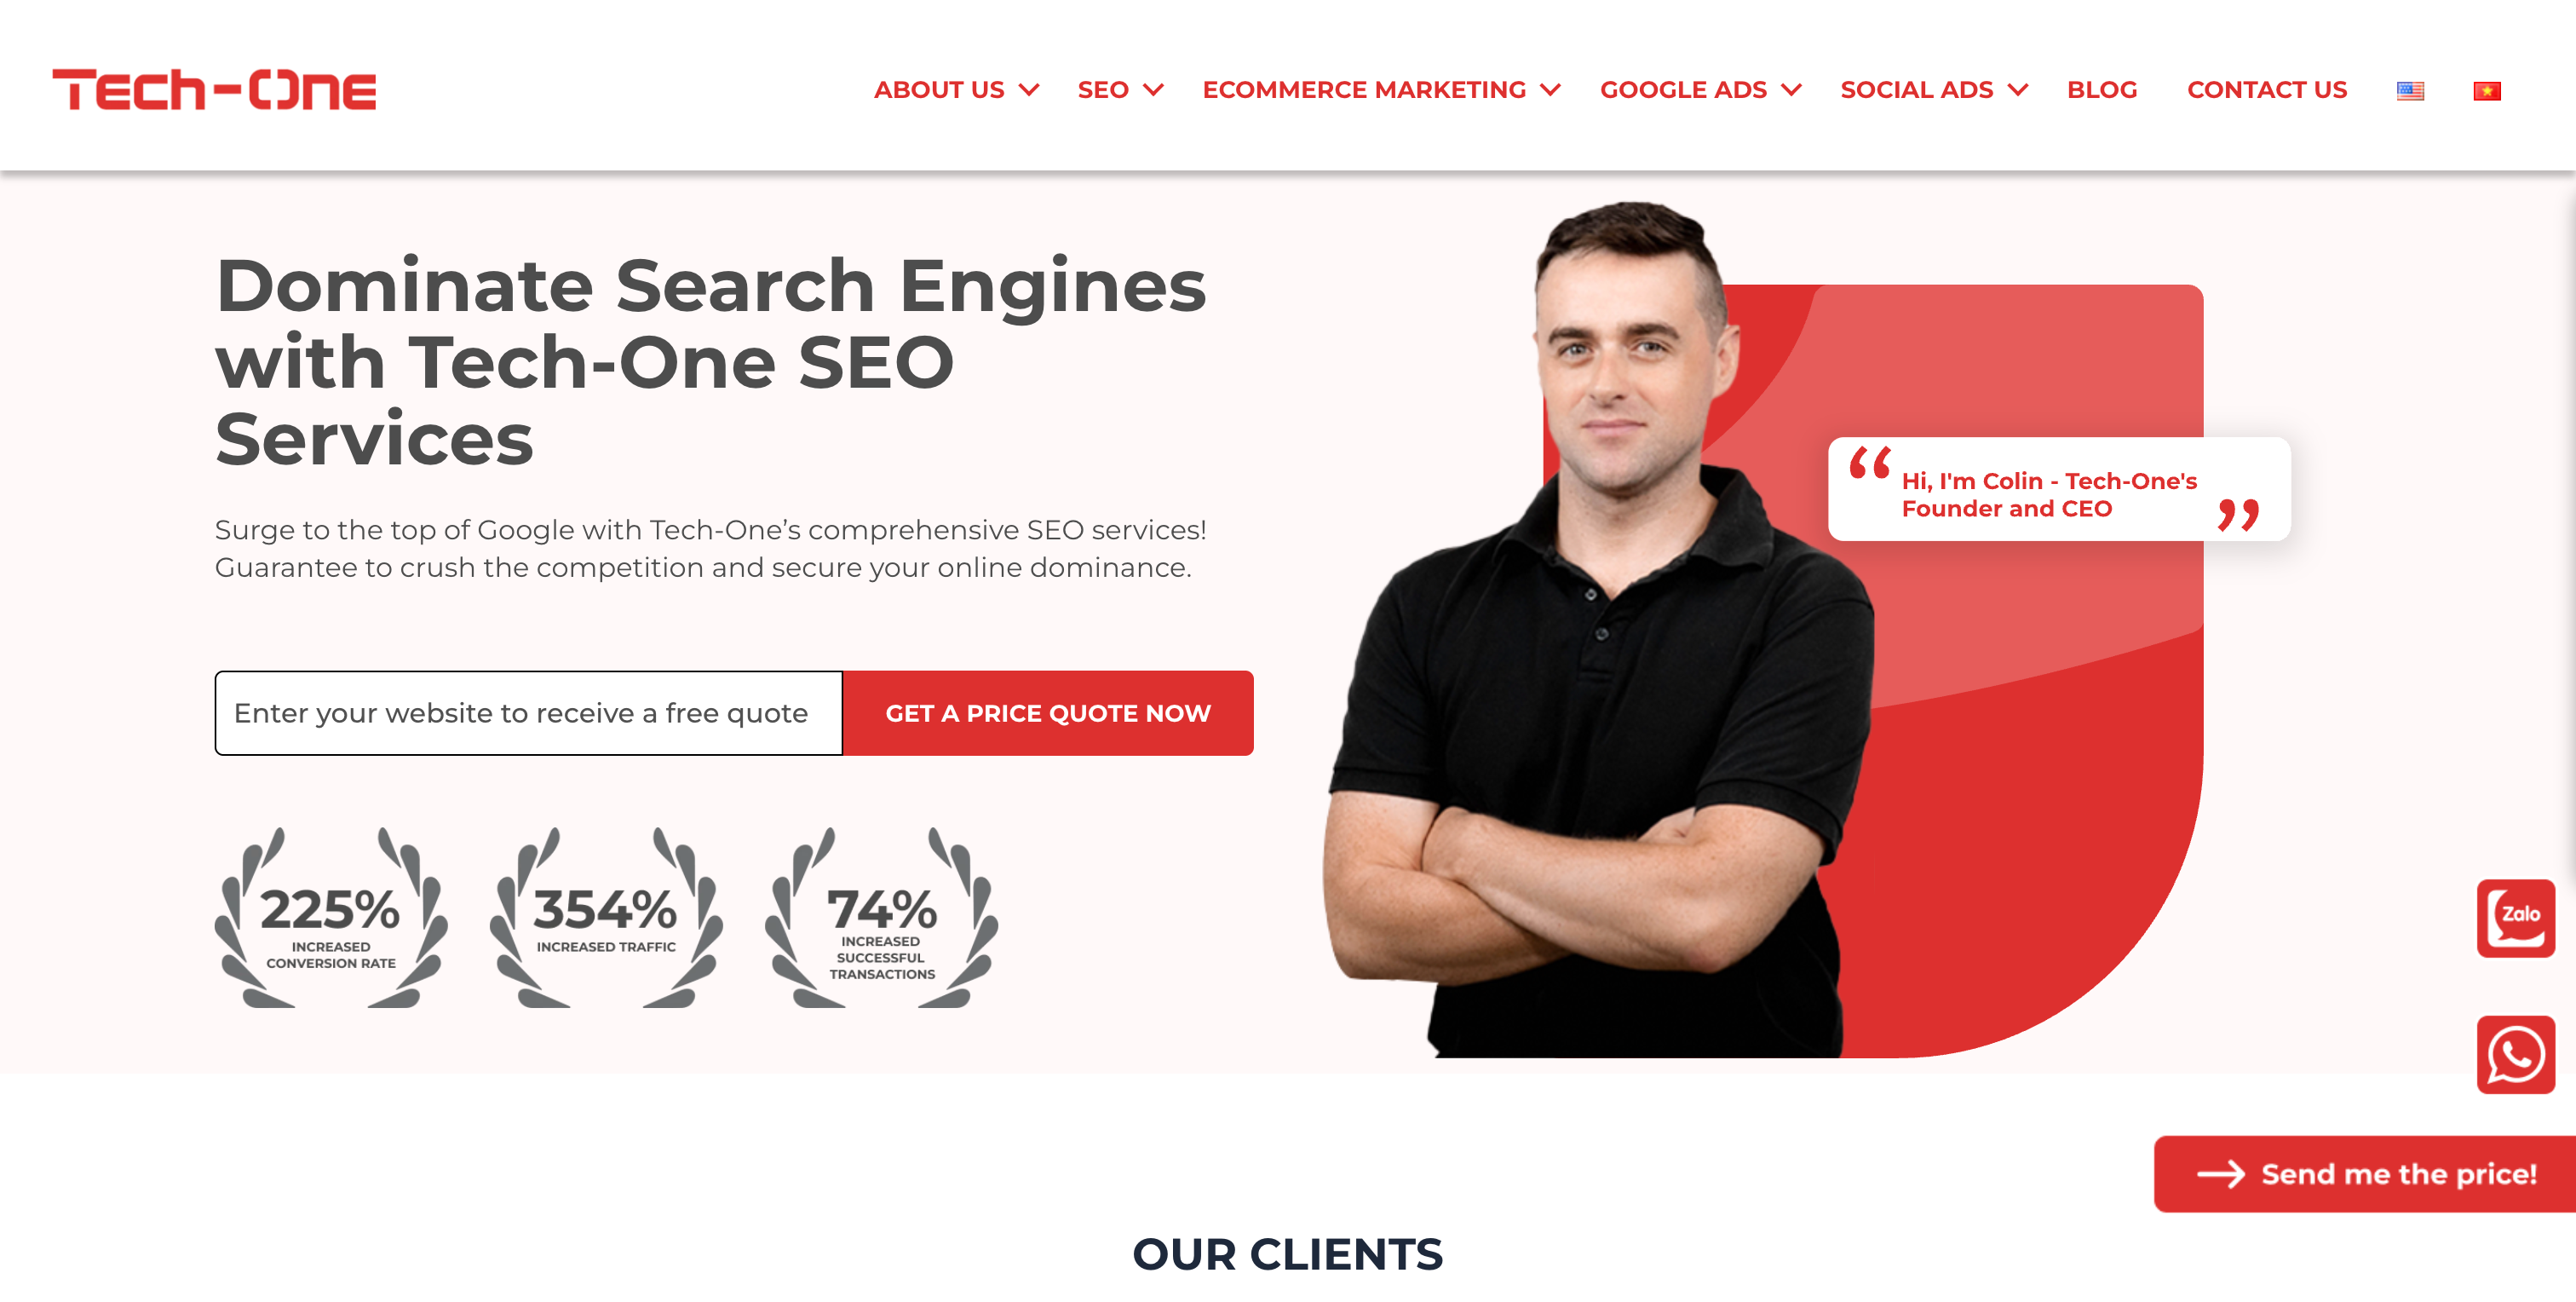 Tech-One
ABOUT US
SEO
ECOMMERCE MARKETING
GOOGLE ADS
SOCIAL ADS
BLOG
CONTACT US
Dominate Search Engines
with Tech-One SEO
Services
Surge to the top of Google with Tech-One’s comprehensive SEO services!
Guarantee to crush the competition and secure your online dominance.
Enter your website to receive a free quote
GET A PRICE QUOTE NOW
225%
INCREASED
CONVERSION RATE
354%
INCREASED TRAFFIC
74%
INCREASED
SUCCESSFUL
TRANSACTIONS
“Hi, I'm Colin - Tech-One's
Founder and CEO”
Zalo
Send me the price!
OUR CLIENTS